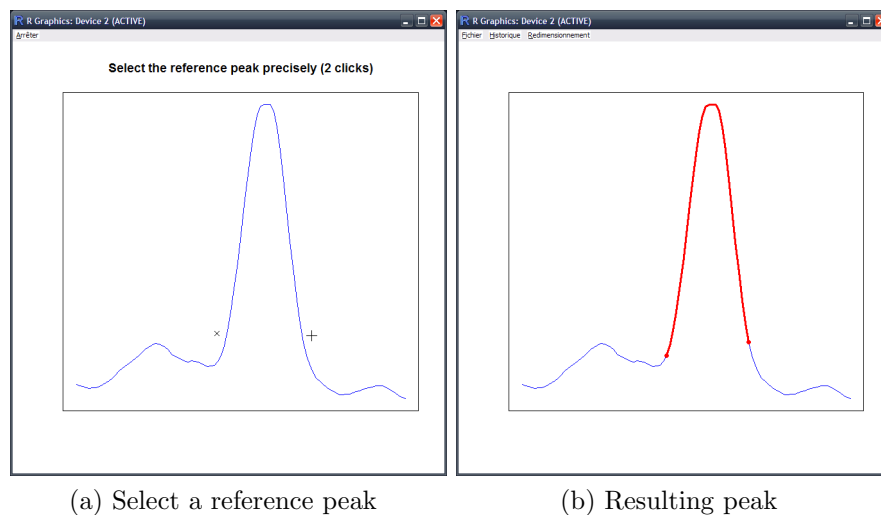 R Graphics: Device 2 (ACTIVE)
Arrêter
Select the reference peak precisely (2 clicks)
R Graphics: Device 2 (ACTIVE)
Fichier Historique Redimensionnement
(a) Select a reference peak
(b) Resulting peak